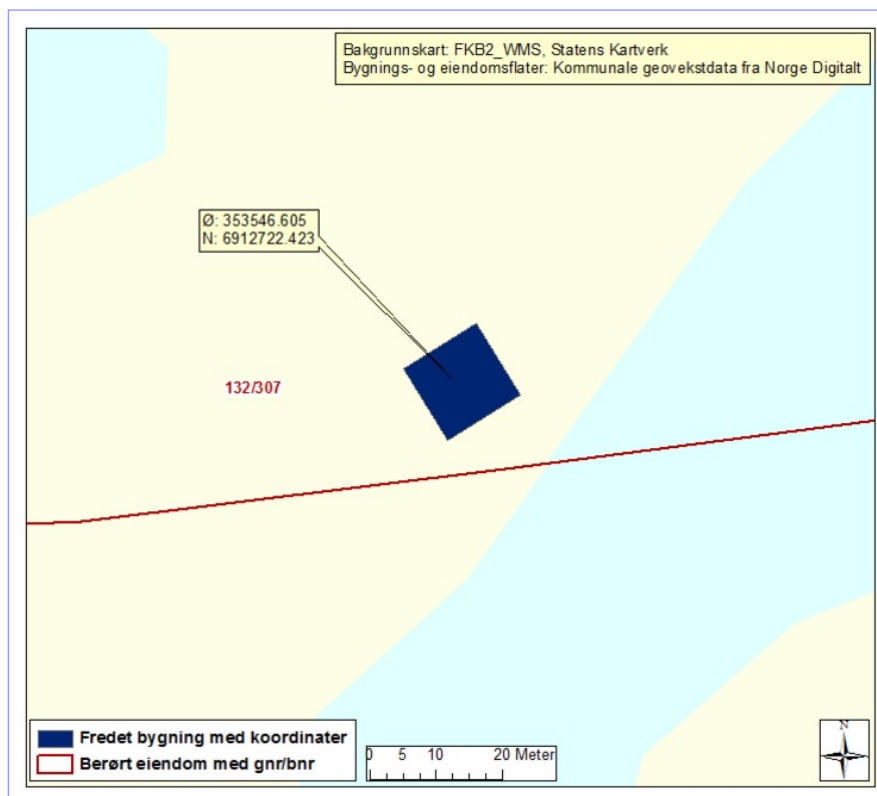 Bakgrunnskart: FKB2_WMS, Statens Kartverk
Bygnings- og eiendomsflater: Kommunale geovekstdata fra Norge Digitalt
Ø: 353546.605
N: 6912722.423
132/307
Fredet bygning med koordinater
Berørt eiendom med gnr/bnr
0 5 10 20 Meter
N